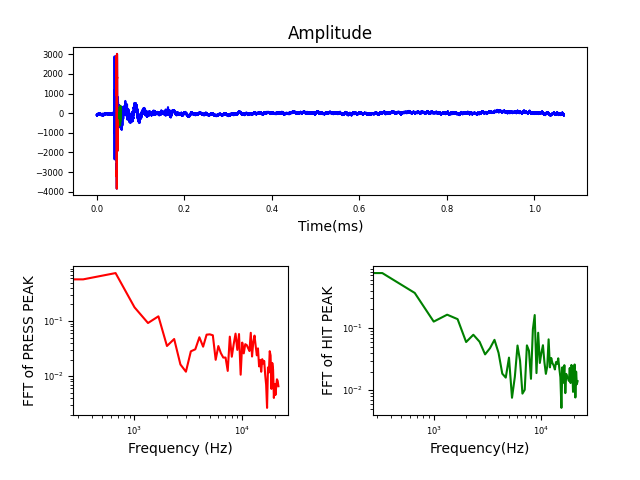 Amplitude
3000
2000
1000
0
−1000
−2000
−3000
−4000
0.0 0.2 0.4 0.6 0.8 1.0
Time(ms)
FFT of PRESS PEAK
10⁻¹
10⁻²
10³ 10⁴
Frequency (Hz)
FFT of HIT PEAK
10⁻¹
10⁻²
10³ 10⁴
Frequency(Hz)